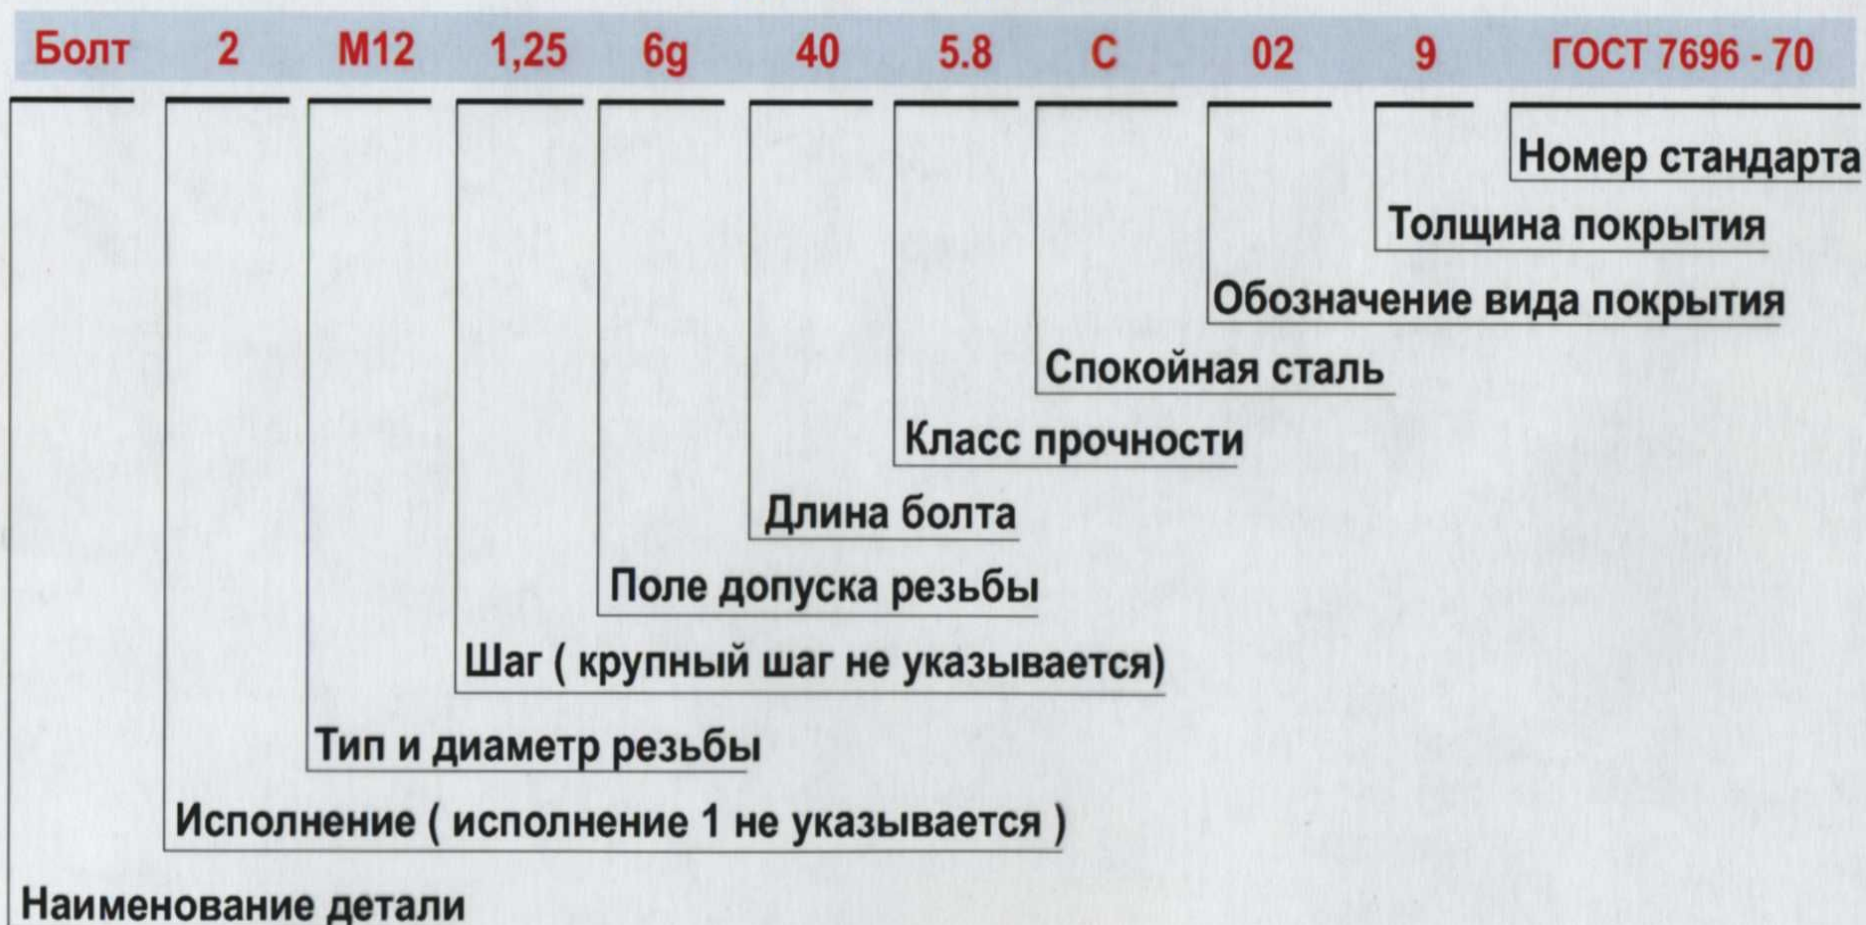 Болт 2 М12 1,25 6g 40 5.8 С 02 9 ГОСТ 7696 - 70
Номер стандарта
Толщина покрытия
Обозначение вида покрытия
Спокойная сталь
Класс прочности
Длина болта
Поле допуска резьбы
Шаг ( крупный шаг не указывается)
Тип и диаметр резьбы
Исполнение ( исполнение 1 не указывается )
Наименование детали